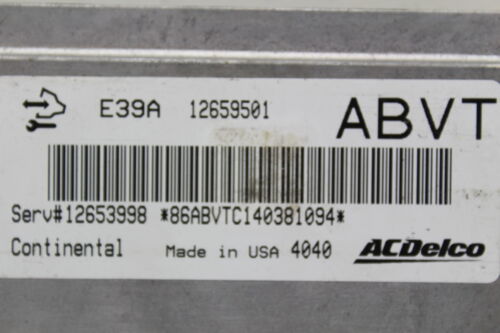 E39A 12659501 ABVT
Serv#12653998 *86ABVTC140381094*
Continental Made in USA 4040 ACDelco